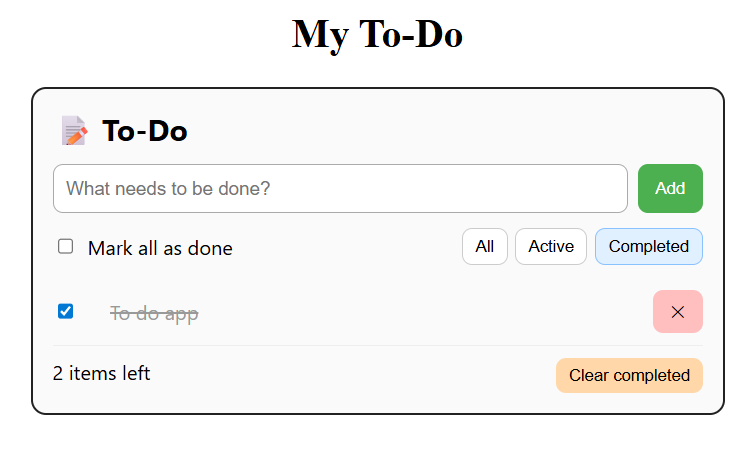 My To-Do
To-Do
What needs to be done?
Add
Mark all as done
All
Active
Completed
To do app
2 items left
Clear completed